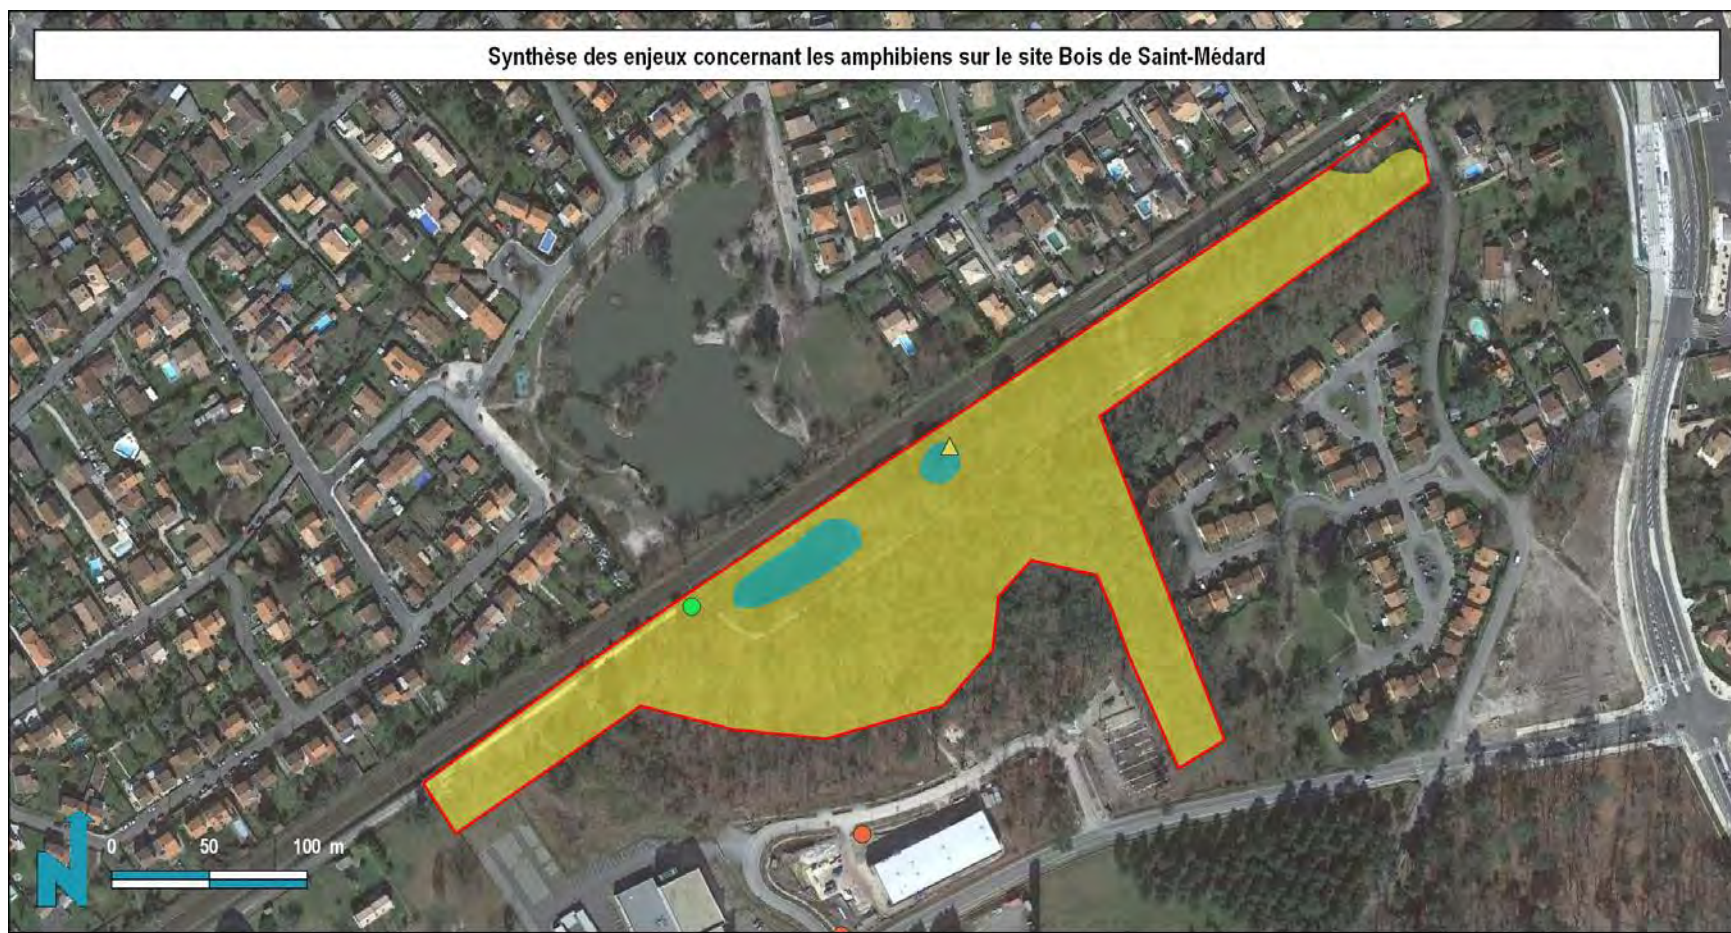 Synthèse des enjeux concernant les amphibiens sur le site Bois de Saint-Médard
N
0 50 100 m